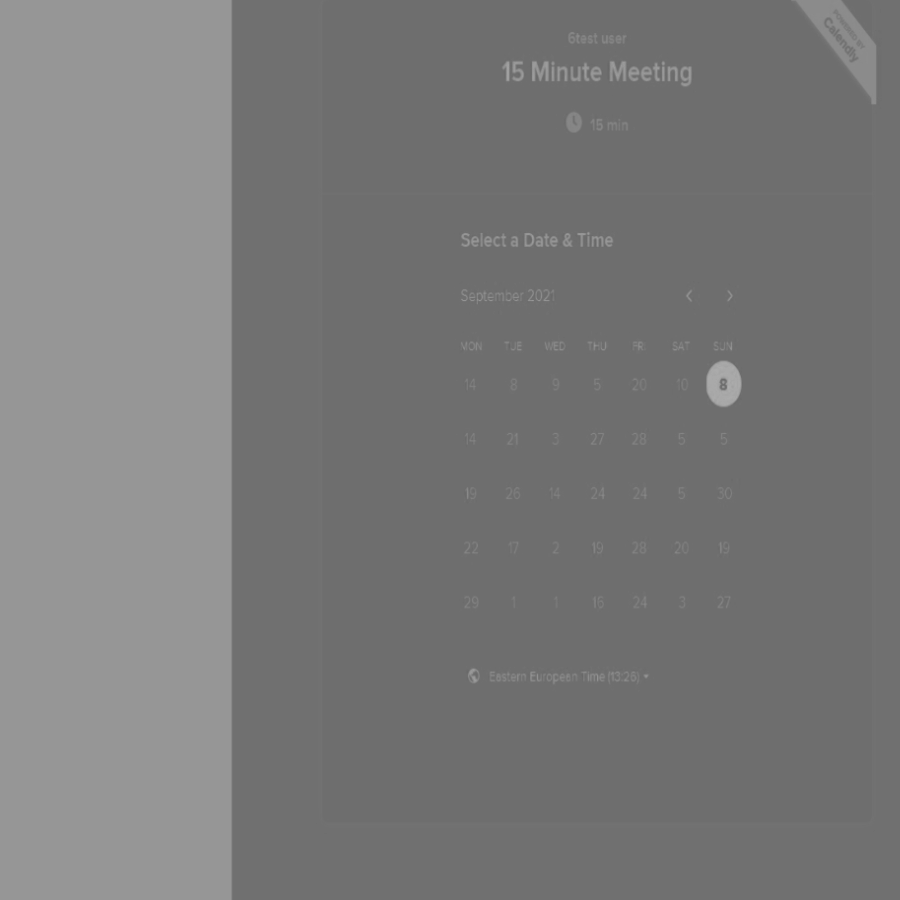 POWERED BY
Calendly
6test user
15 Minute Meeting
15 min
Select a Date & Time
September 2021
MON TUE WED THU FRI SAT SUN
14 8 9 5 20 10 8
14 21 3 27 28 5 5
19 26 14 24 24 5 30
22 17 2 19 28 20 19
29 1 1 16 24 3 27
Eastern European Time (13:26)